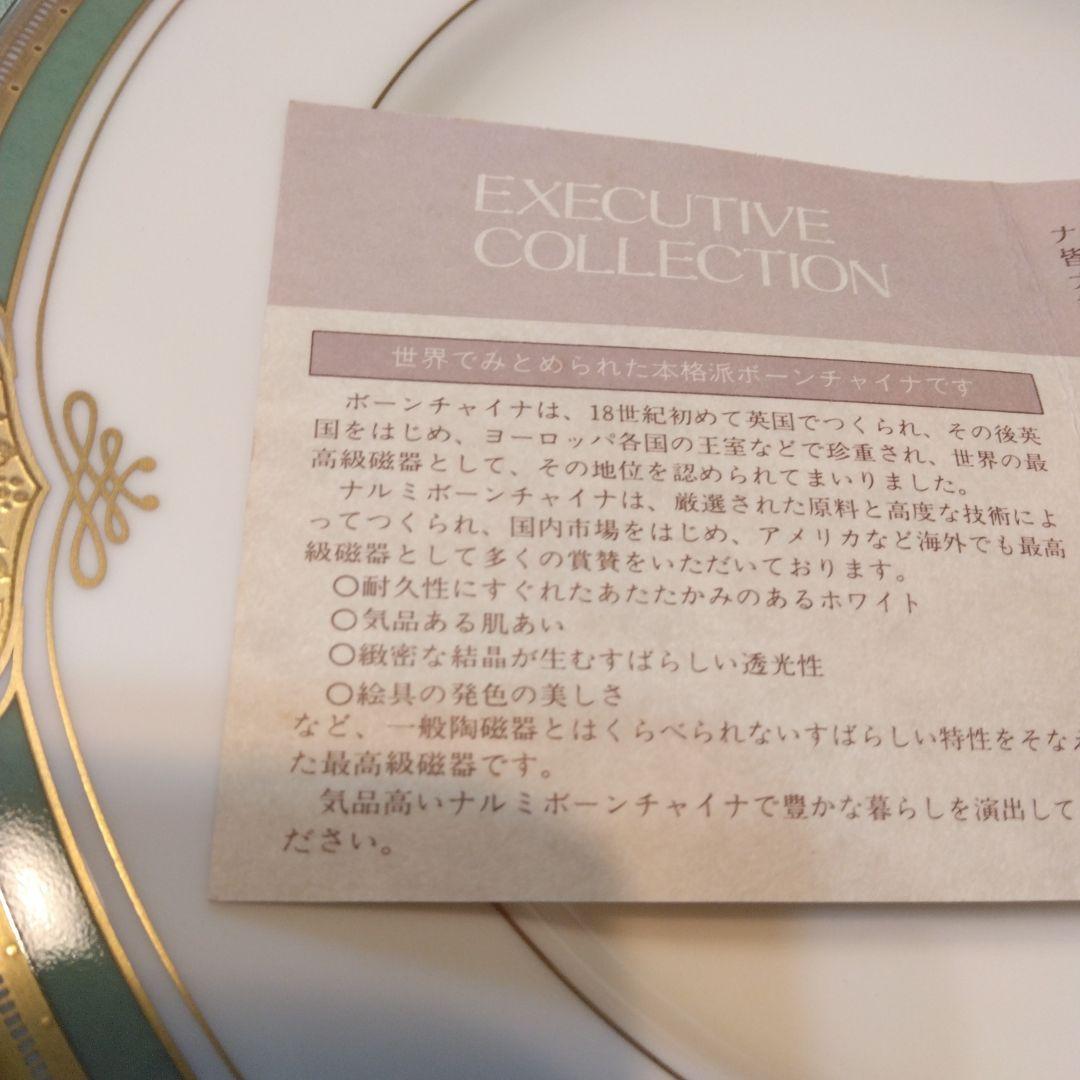 EXECUTIVE
COLLECTION
世界でみとめられた本格派ボーンチャイナです
ボーンチャイナは、18世紀初めて英国でつくられ、その後英
国をはじめ、ヨーロッパ各国の王室などで珍重され、世界の最
高級磁器として、その地位を認められてまいりました。
ナルミボーンチャイナは、厳選された原料と高度な技術によ
ってつくられ、国内市場をはじめ、アメリカなど海外でも最高
級磁器として多くの賞賛をいただいております。
○耐久性にすぐれたあたたかみのあるホワイト
○気品ある肌あい
○緻密な結晶が生むすばらしい透光性
○絵具の発色の美しさ
など、一般陶磁器とはくらべられないすばらしい特性をそなえ
た最高級磁器です。
気品高いナルミボーンチャイナで豊かな暮らしを演出して
ださい。
ナ
皆